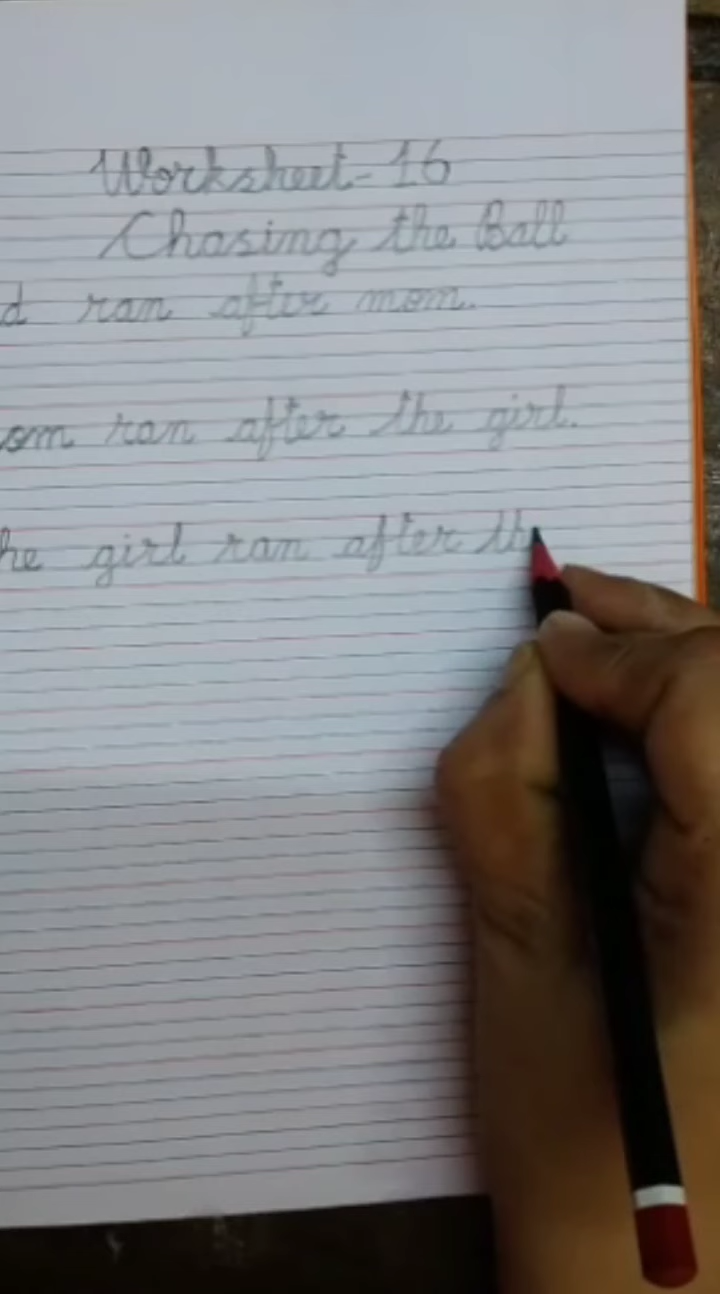 Worksheet-16
Chasing the Ball
d ran after mom.
om ran after the girl.
he girl ran after th